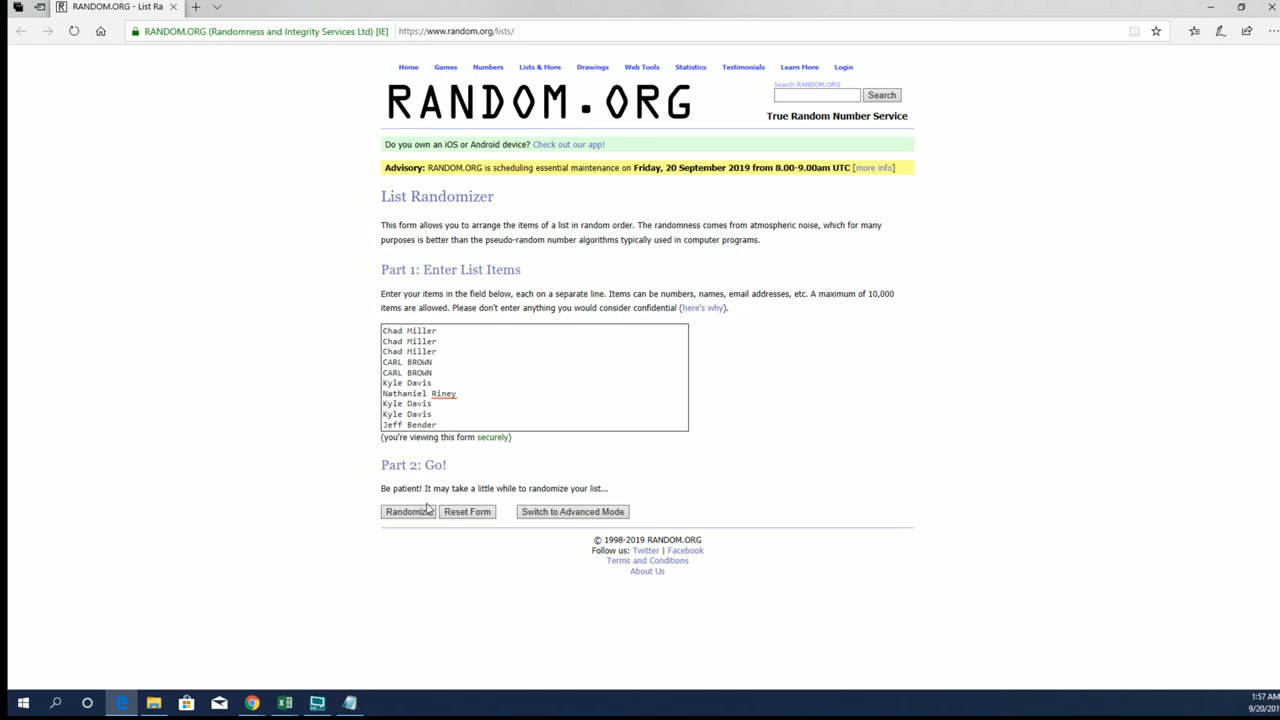 RANDOM.ORG - List Ra
RANDOM.ORG (Randomness and Integrity Services Ltd) [IE]
https://www.random.org/lists/
Home Games Numbers Lists & More Drawings Web Tools Statistics Testimonials Learn More Login
Search RANDOM.ORG
RANDOM.ORG
Search
True Random Number Service
Do you own an iOS or Android device? Check out our app!
Advisory: RANDOM.ORG is scheduling essential maintenance on Friday, 20 September 2019 from 8.00-9.00am UTC [more info]
List Randomizer
This form allows you to arrange the items of a list in random order. The randomness comes from atmospheric noise, which for many
purposes is better than the pseudo-random number algorithms typically used in computer programs.
Part 1: Enter List Items
Enter your items in the field below, each on a separate line. Items can be numbers, names, email addresses, etc. A maximum of 10,000
items are allowed. Please don't enter anything you would consider confidential (here's why).
Chad Miller
Chad Miller
Chad Miller
CARL BROWN
CARL BROWN
Kyle Davis
Nathaniel Riney
Kyle Davis
Kyle Davis
Jeff Bender
(you're viewing this form securely)
Part 2: Go!
Be patient! It may take a little while to randomize your list...
Randomize Reset Form Switch to Advanced Mode
© 1998-2019 RANDOM.ORG
Follow us: Twitter | Facebook
Terms and Conditions
About Us
1:57 AM
9/20/201